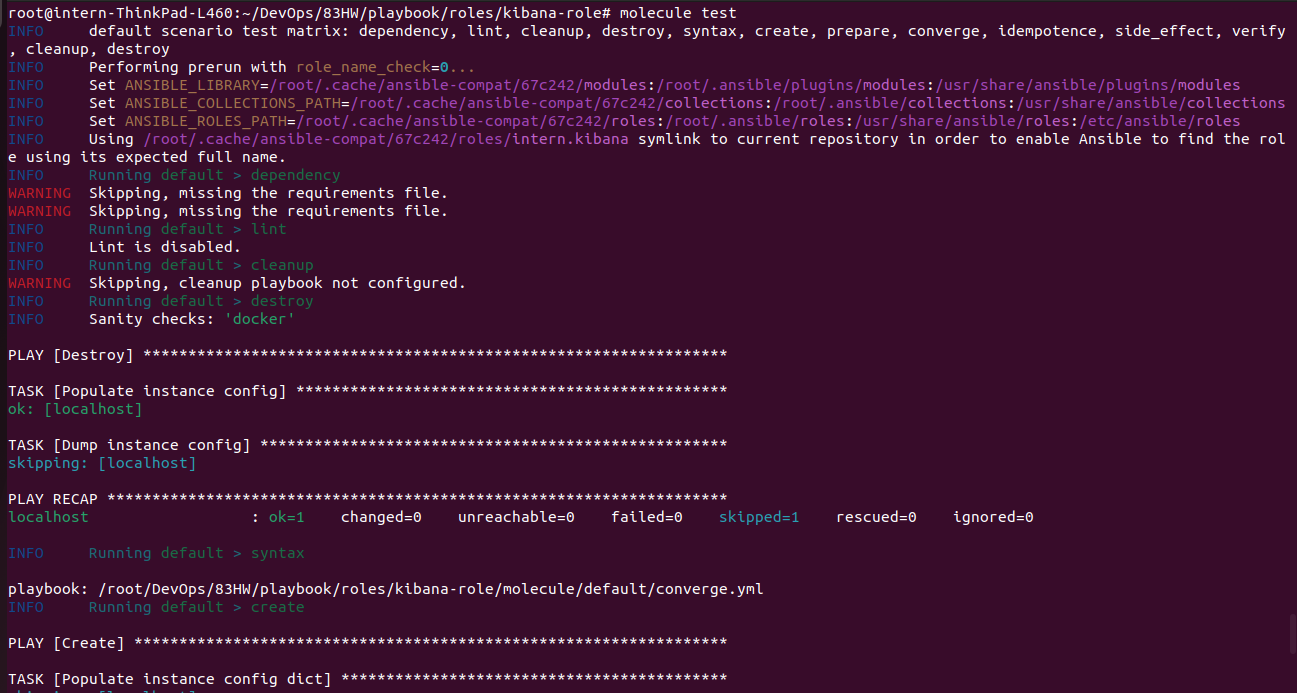 root@intern-ThinkPad-L460:~/DevOps/83HW/playbook/roles/kibana-role# molecule test
INFO     default scenario test matrix: dependency, lint, cleanup, destroy, syntax, create, prepare, converge, idempotence, side_effect, verify
, cleanup, destroy
INFO     Performing prerun with role_name_check=0...
INFO     Set ANSIBLE_LIBRARY=/root/.cache/ansible-compat/67c242/modules:/root/.ansible/plugins/modules:/usr/share/ansible/plugins/modules
INFO     Set ANSIBLE_COLLECTIONS_PATH=/root/.cache/ansible-compat/67c242/collections:/root/.ansible/collections:/usr/share/ansible/collections
INFO     Set ANSIBLE_ROLES_PATH=/root/.cache/ansible-compat/67c242/roles:/root/.ansible/roles:/usr/share/ansible/roles:/etc/ansible/roles
INFO     Using /root/.cache/ansible-compat/67c242/roles/intern.kibana symlink to current repository in order to enable Ansible to find the rol
e using its expected full name.
INFO     Running default > dependency
WARNING  Skipping, missing the requirements file.
WARNING  Skipping, missing the requirements file.
INFO     Running default > lint
INFO     Lint is disabled.
INFO     Running default > cleanup
WARNING  Skipping, cleanup playbook not configured.
INFO     Running default > destroy
INFO     Sanity checks: 'docker'
PLAY [Destroy] *****************************************************************
TASK [Populate instance config] ************************************************
ok: [localhost]
TASK [Dump instance config] ****************************************************
skipping: [localhost]
PLAY RECAP *********************************************************************
localhost                  : ok=1    changed=0    unreachable=0    failed=0    skipped=1    rescued=0    ignored=0
INFO     Running default > syntax
playbook: /root/DevOps/83HW/playbook/roles/kibana-role/molecule/default/converge.yml
INFO     Running default > create
PLAY [Create] ******************************************************************
TASK [Populate instance config dict] *******************************************